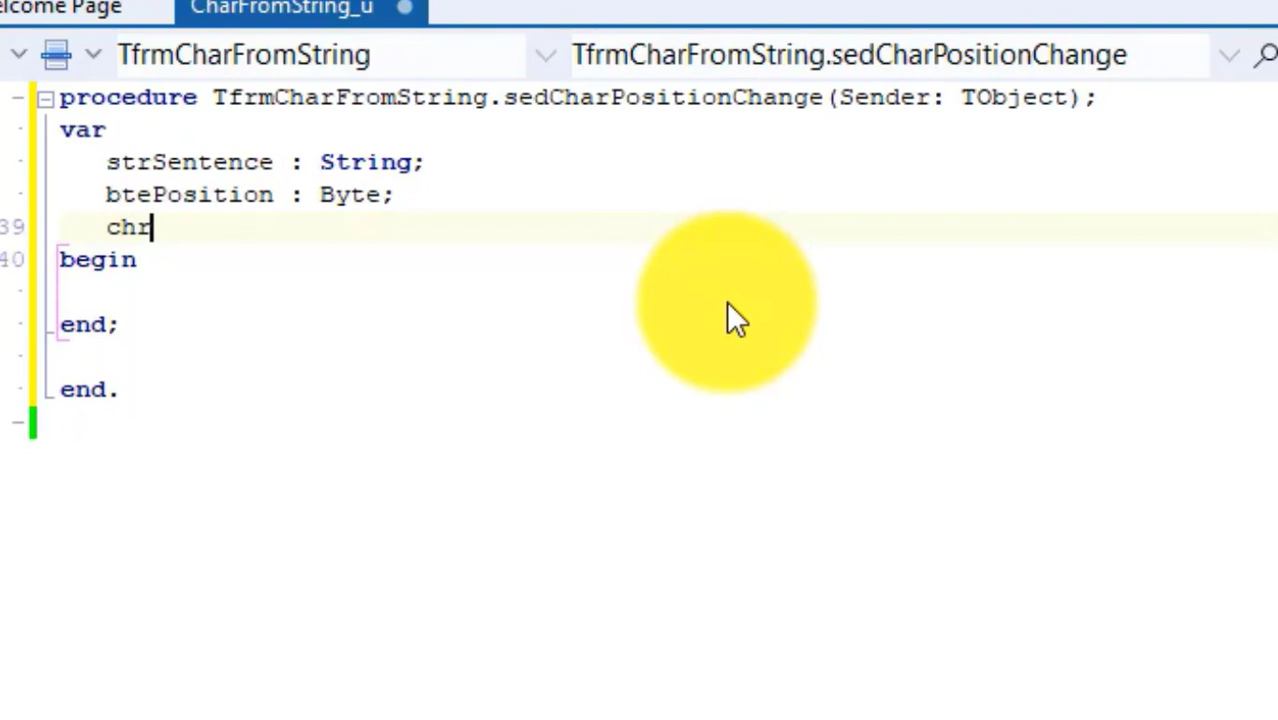 elcome Page CharFromString_u
TfrmCharFromString TfrmCharFromString.sedCharPositionChange
procedure TfrmCharFromString.sedCharPositionChange(Sender: TObject);
var
strSentence : String;
btePosition : Byte;
39 chr
40 begin
end;
end.